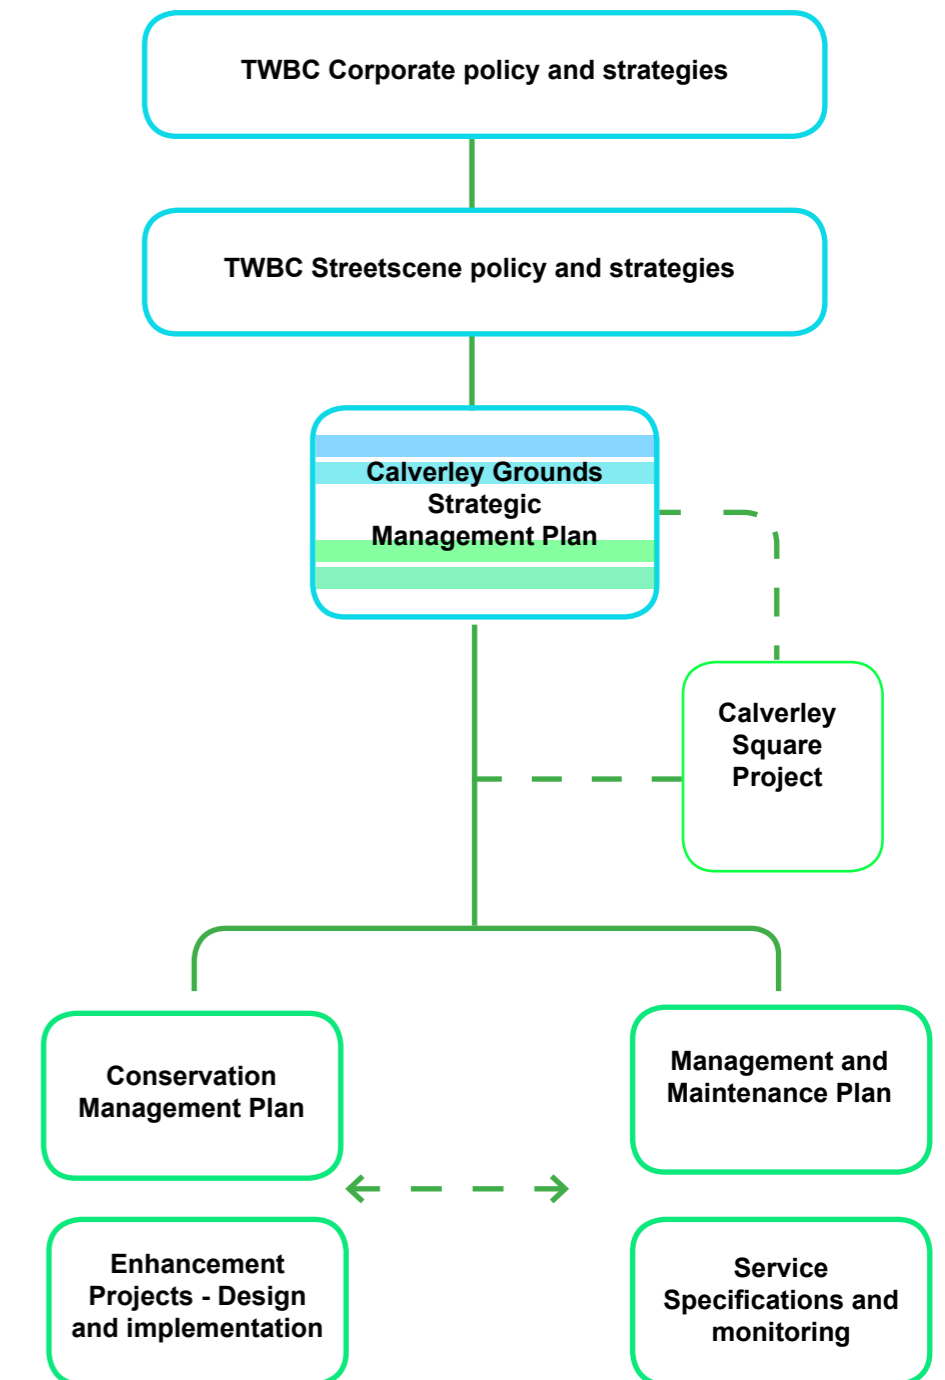 TWBC Corporate policy and strategies
TWBC Streetscene policy and strategies
Calverley Grounds
Strategic
Management Plan
Calverley
Square
Project
Conservation
Management Plan
Management and
Maintenance Plan
Enhancement
Projects - Design
and implementation
Service
Specifications and
monitoring